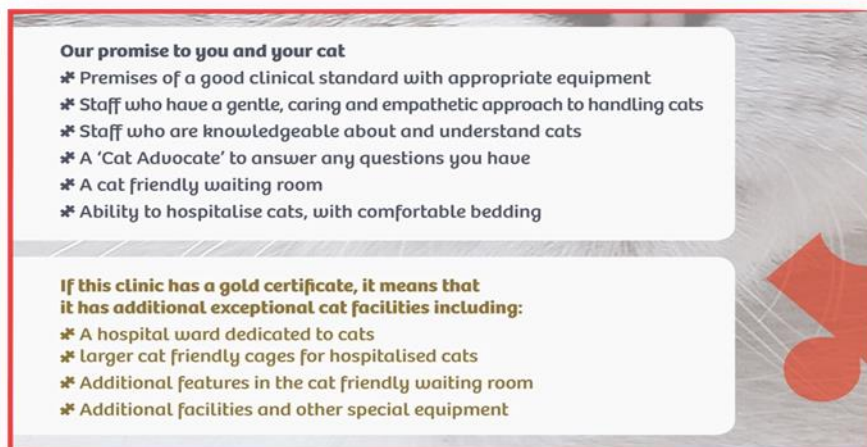 Our promise to you and your cat
Premises of a good clinical standard with appropriate equipment
Staff who have a gentle, caring and empathetic approach to handling cats
Staff who are knowledgeable about and understand cats
A ‘Cat Advocate’ to answer any questions you have
A cat friendly waiting room
Ability to hospitalise cats, with comfortable bedding
If this clinic has a gold certificate, it means that
it has additional exceptional cat facilities including:
A hospital ward dedicated to cats
larger cat friendly cages for hospitalised cats
Additional features in the cat friendly waiting room
Additional facilities and other special equipment